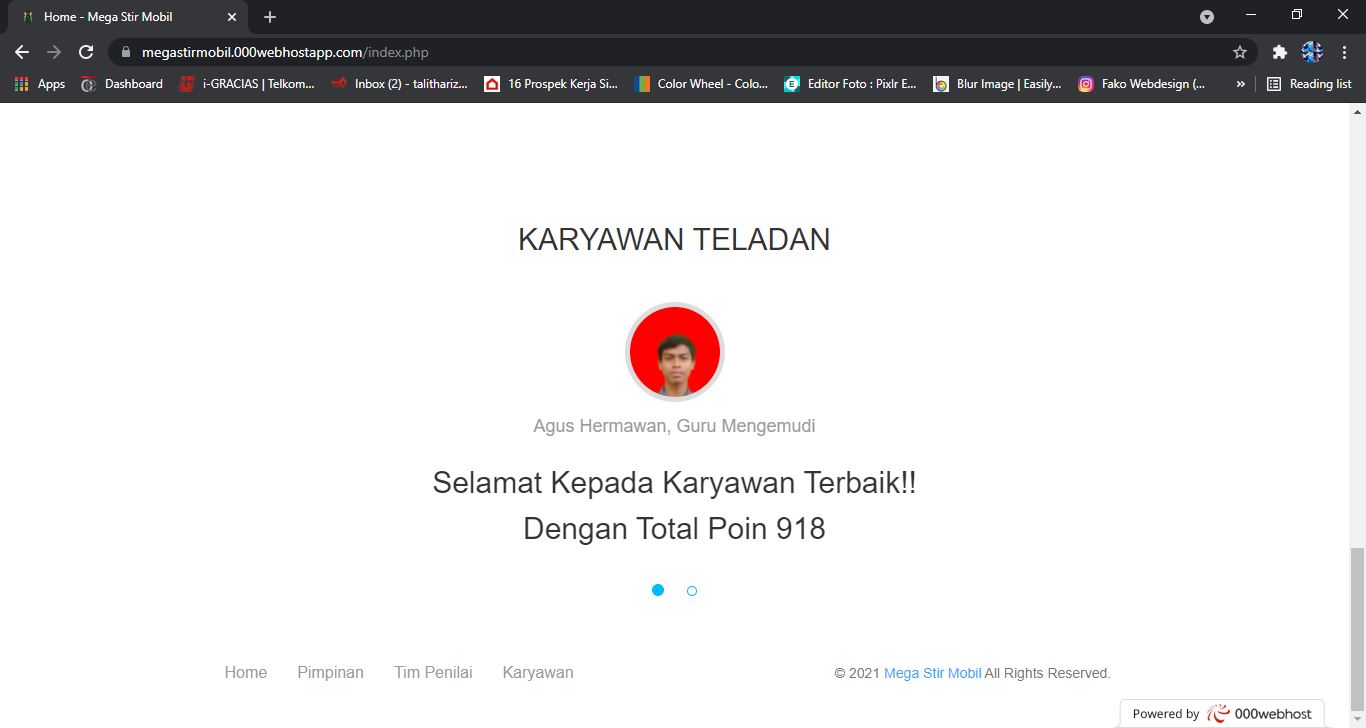 Home - Mega Stir Mobil
megastirmobil.000webhostapp.com/index.php
Apps Dashboard i-GRACIAS | Telkom... Inbox (2) - talithariz... 16 Prospek Kerja Si... Color Wheel - Colo... Editor Foto : Pixlr E... Blur Image | Easily... Fako Webdesign (... » Reading list
KARYAWAN TELADAN
Agus Hermawan, Guru Mengemudi
Selamat Kepada Karyawan Terbaik!!
Dengan Total Poin 918
Home Pimpinan Tim Penilai Karyawan © 2021 Mega Stir Mobil All Rights Reserved.
Powered by 000webhost